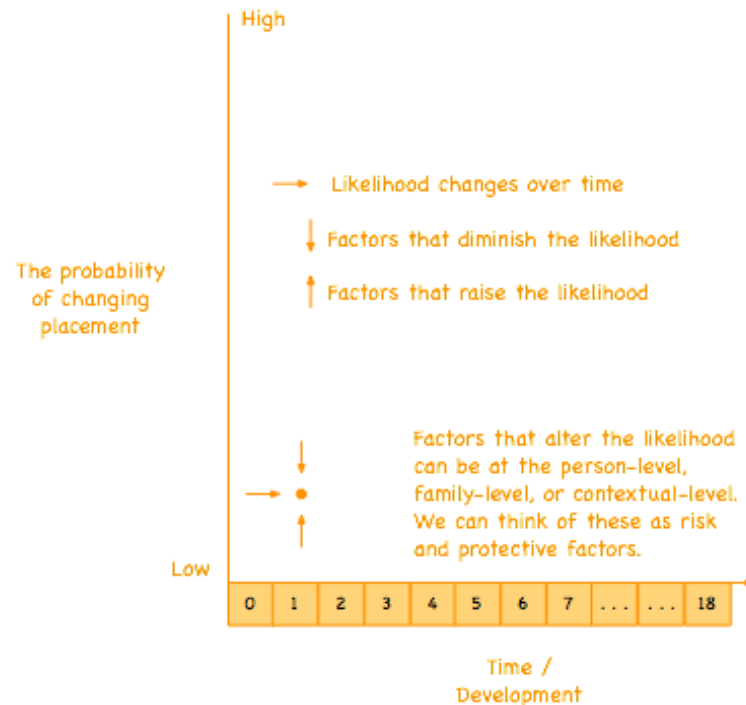 High
Likelihood changes over time
Factors that diminish the likelihood
Factors that raise the likelihood
The probability
of changing
placement
Factors that alter the likelihood
can be at the person-level,
family-level, or contextual-level.
We can think of these as risk
and protective factors.
Low
0 1 2 3 4 5 6 7 ... ... 18
Time /
Development